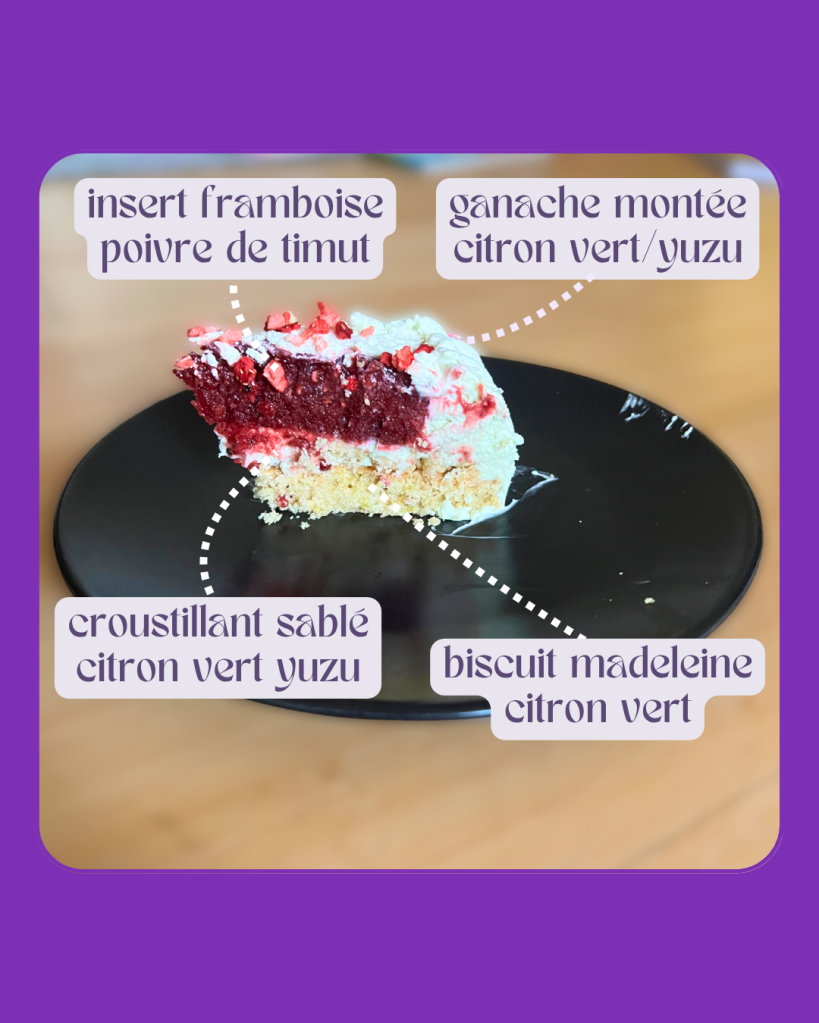 insert framboise
poivre de timut
ganache montée
citron vert/yuzu
croustillant sablé
citron vert yuzu
biscuit madeleine
citron vert